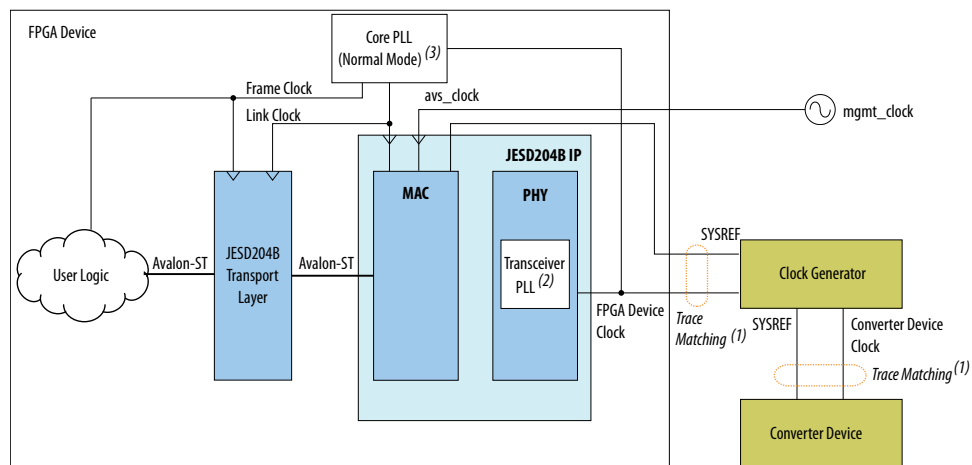 FPGA Device
Core PLL
(Normal Mode) (3)
Frame Clock
Link Clock
avs_clock
mgmt_clock
JESD204B IP
MAC
PHY
User Logic
Avalon-ST
JESD204B
Transport
Layer
Avalon-ST
Transceiver
PLL (2)
FPGA Device
Clock
SYSREF
Trace
Matching (1)
Clock Generator
SYSREF
Converter Device
Clock
Trace Matching (1)
Converter Device